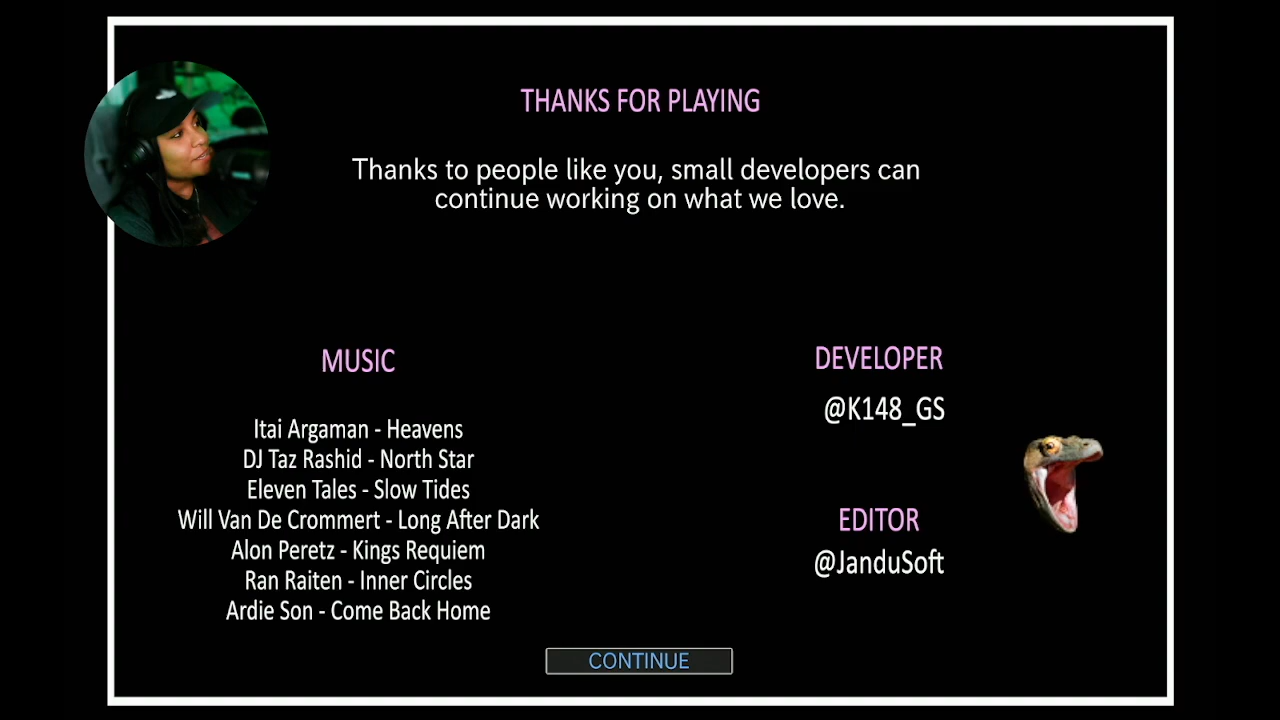 THANKS FOR PLAYING
Thanks to people like you, small developers can
continue working on what we love.
MUSIC
Itai Argaman - Heavens
DJ Taz Rashid - North Star
Eleven Tales - Slow Tides
Will Van De Crommert - Long After Dark
Alon Peretz - Kings Requiem
Ran Raiten - Inner Circles
Ardie Son - Come Back Home
DEVELOPER
@K148_GS
EDITOR
@JanduSoft
CONTINUE